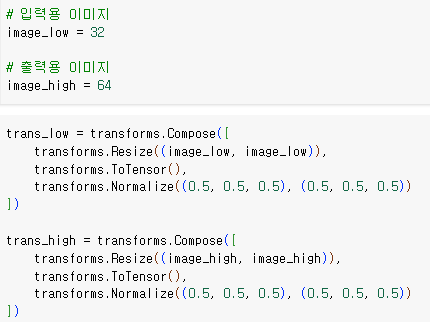 # 입력용 이미지
image_low = 32
# 출력용 이미지
image_high = 64
trans_low = transforms.Compose([
    transforms.Resize((image_low, image_low)),
    transforms.ToTensor(),
    transforms.Normalize((0.5, 0.5, 0.5), (0.5, 0.5, 0.5))
])
trans_high = transforms.Compose([
    transforms.Resize((image_high, image_high)),
    transforms.ToTensor(),
    transforms.Normalize((0.5, 0.5, 0.5), (0.5, 0.5, 0.5))
])